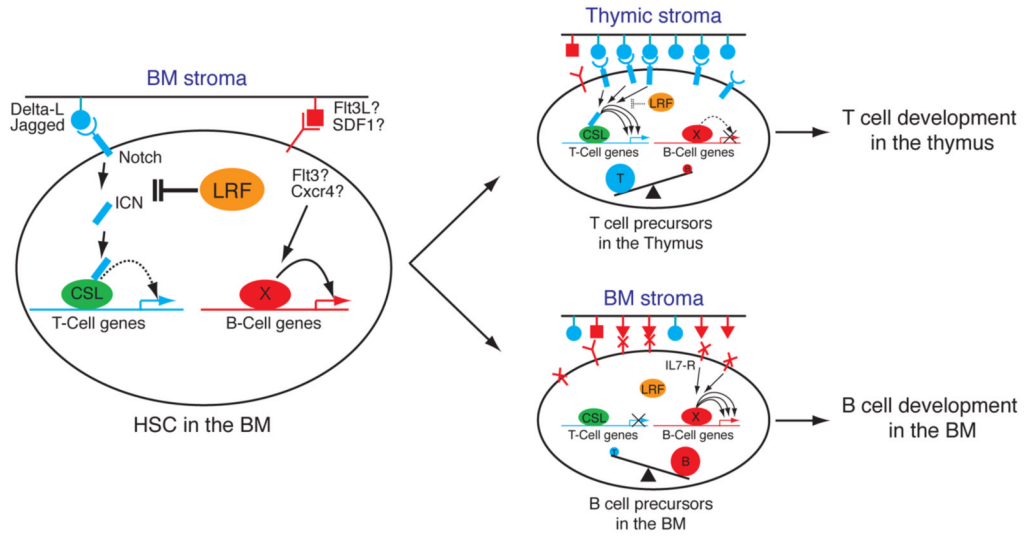 BM stroma
Delta-L
Jagged
Flt3L?
SDF1?
Notch
ICN
LRF
Flt3?
Cxcr4?
CSL
X
T-Cell genes
B-Cell genes
HSC in the BM
Thymic stroma
LRF
CSL
X
T-Cell genes
B-Cell genes
T
B
T cell precursors
in the Thymus
T cell development
in the thymus
BM stroma
IL7-R
LRF
CSL
X
T-Cell genes
B-Cell genes
T
B
B cell precursors
in the BM
B cell development
in the BM